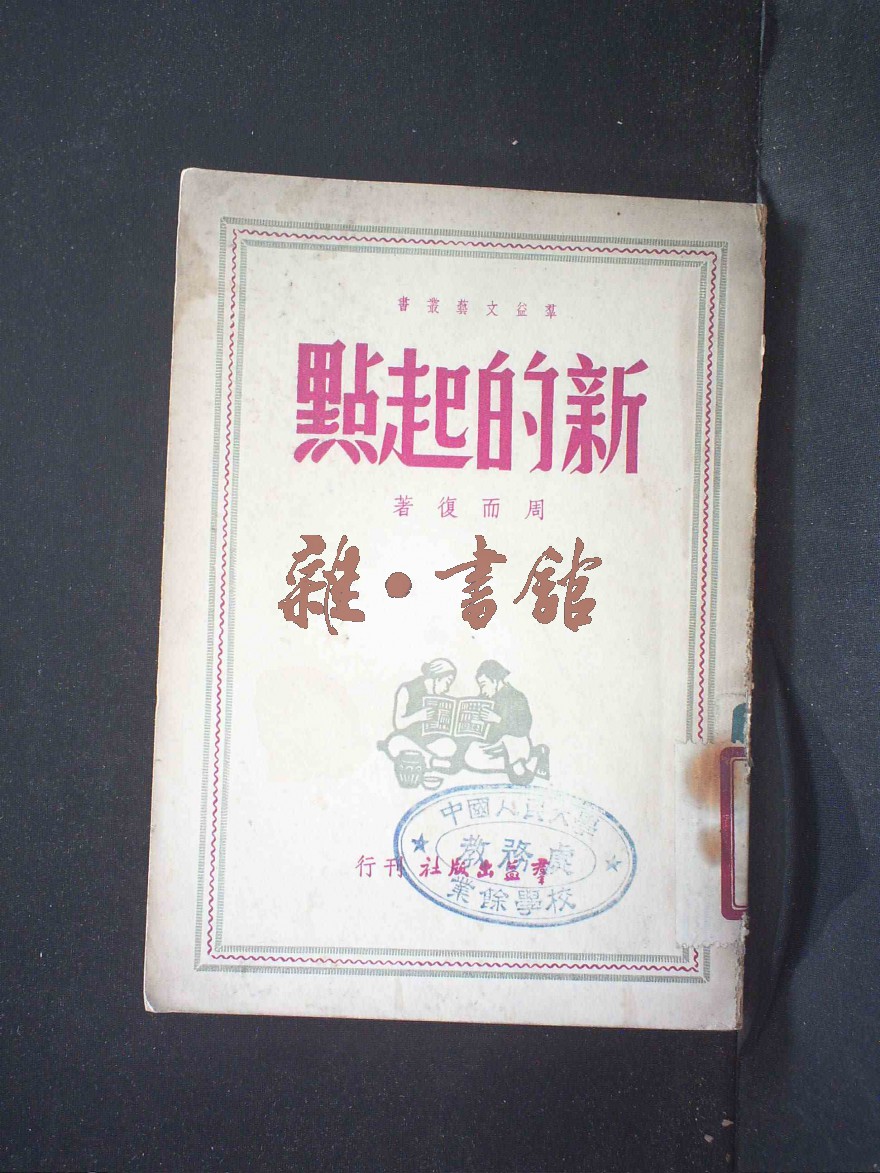 羣益文藝叢書
新的起點
周而復著
雜·書館
中國人民大學
教務處
羣益出版社刊行
業餘學校